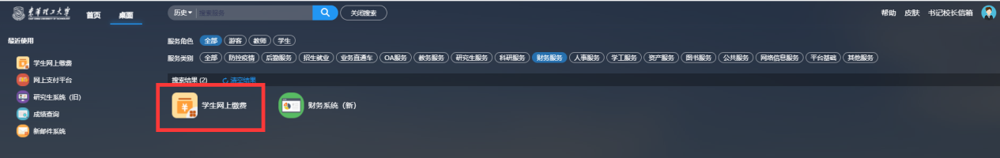 東華理工大學 首页 桌面 历史 搜索服务 关闭搜索 帮助 皮肤 书记校长信箱
最近使用
学生网上缴费
网上支付平台
研究生系统（旧）
成绩查询
新邮件系统
服务角色 全部 游客 教师 学生
服务类别 全部 防控疫情 后勤服务 招生就业 业务直通车 OA服务 教务服务 研究生服务 科研服务 财务服务 人事服务 学工服务 资产服务 图书服务 公共服务 网络信息服务 平台基础 其他服务
搜索结果 (2) 清空结果
学生网上缴费 财务系统（新）